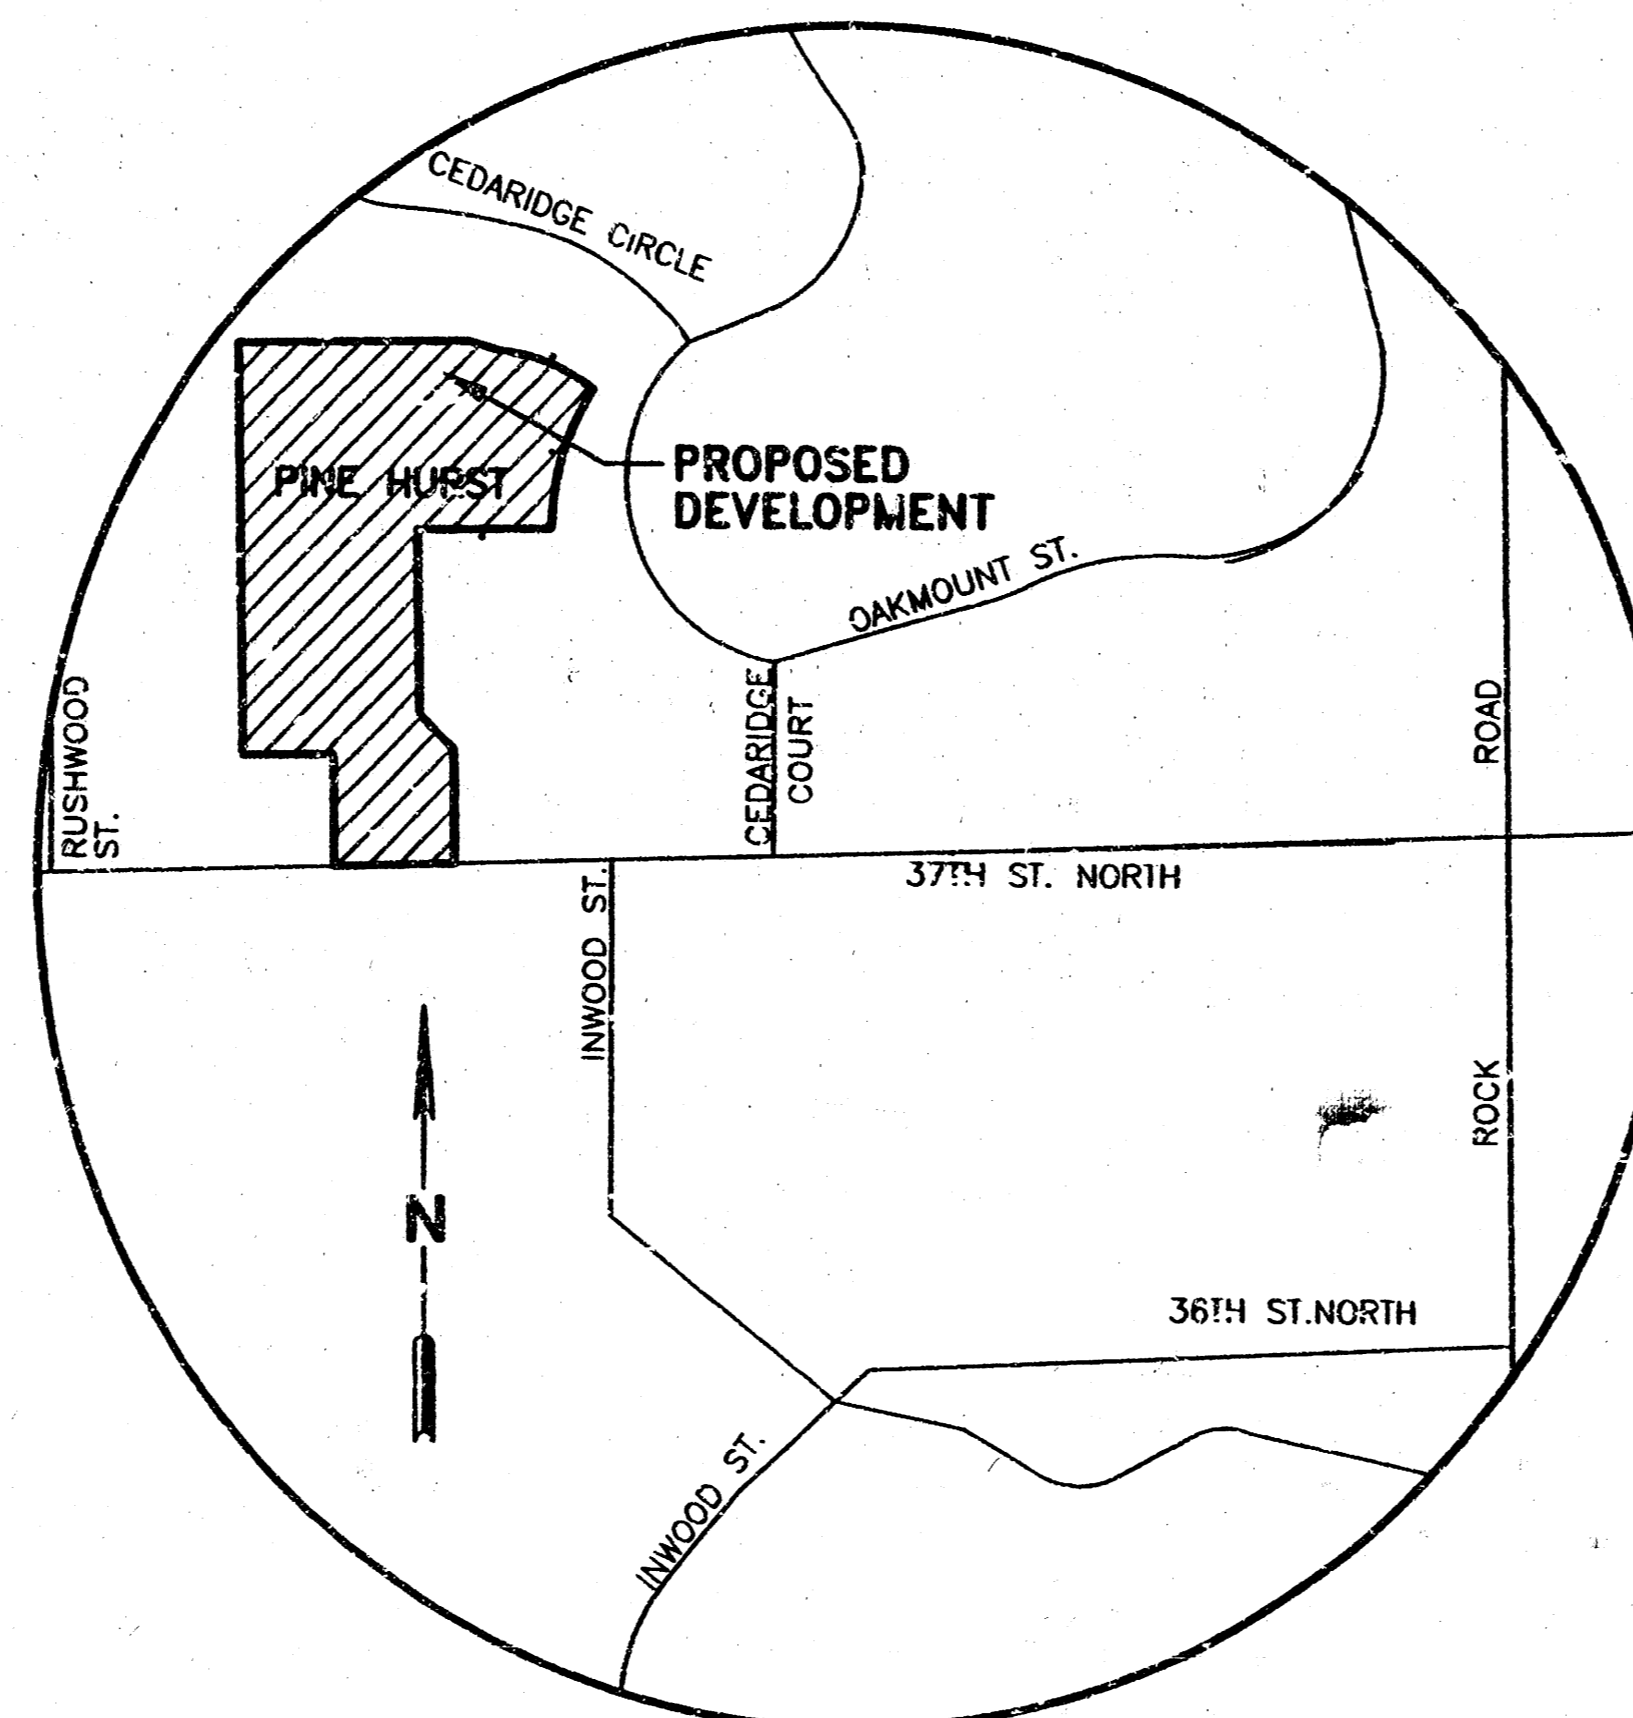 CEDARIDGE CIRCLE
PINE HURST
PROPOSED
DEVELOPMENT
OAKMOUNT ST.
RUSHWOOD
ST.
CEDARIDGE
COURT
ROAD
37TH ST. NORTH
INWOOD ST.
ROCK
N
36TH ST.NORTH
INWOOD ST.